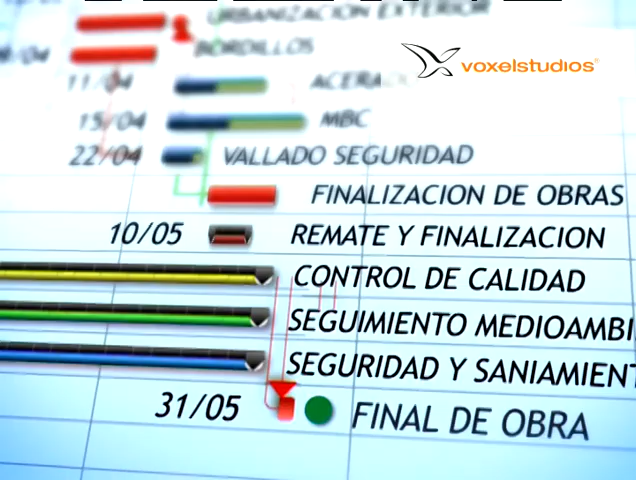 URBANIZACION EXTERIOR
BORDILLOS
voxelstudios
11/04 ACERA
15/04 MBC
22/04 VALLADO SEGURIDAD
FINALIZACION DE OBRAS
10/05 REMATE Y FINALIZACION
CONTROL DE CALIDAD
SEGUIMIENTO MEDIOAMBI
SEGURIDAD Y SANIAMIENT
31/05 FINAL DE OBRA